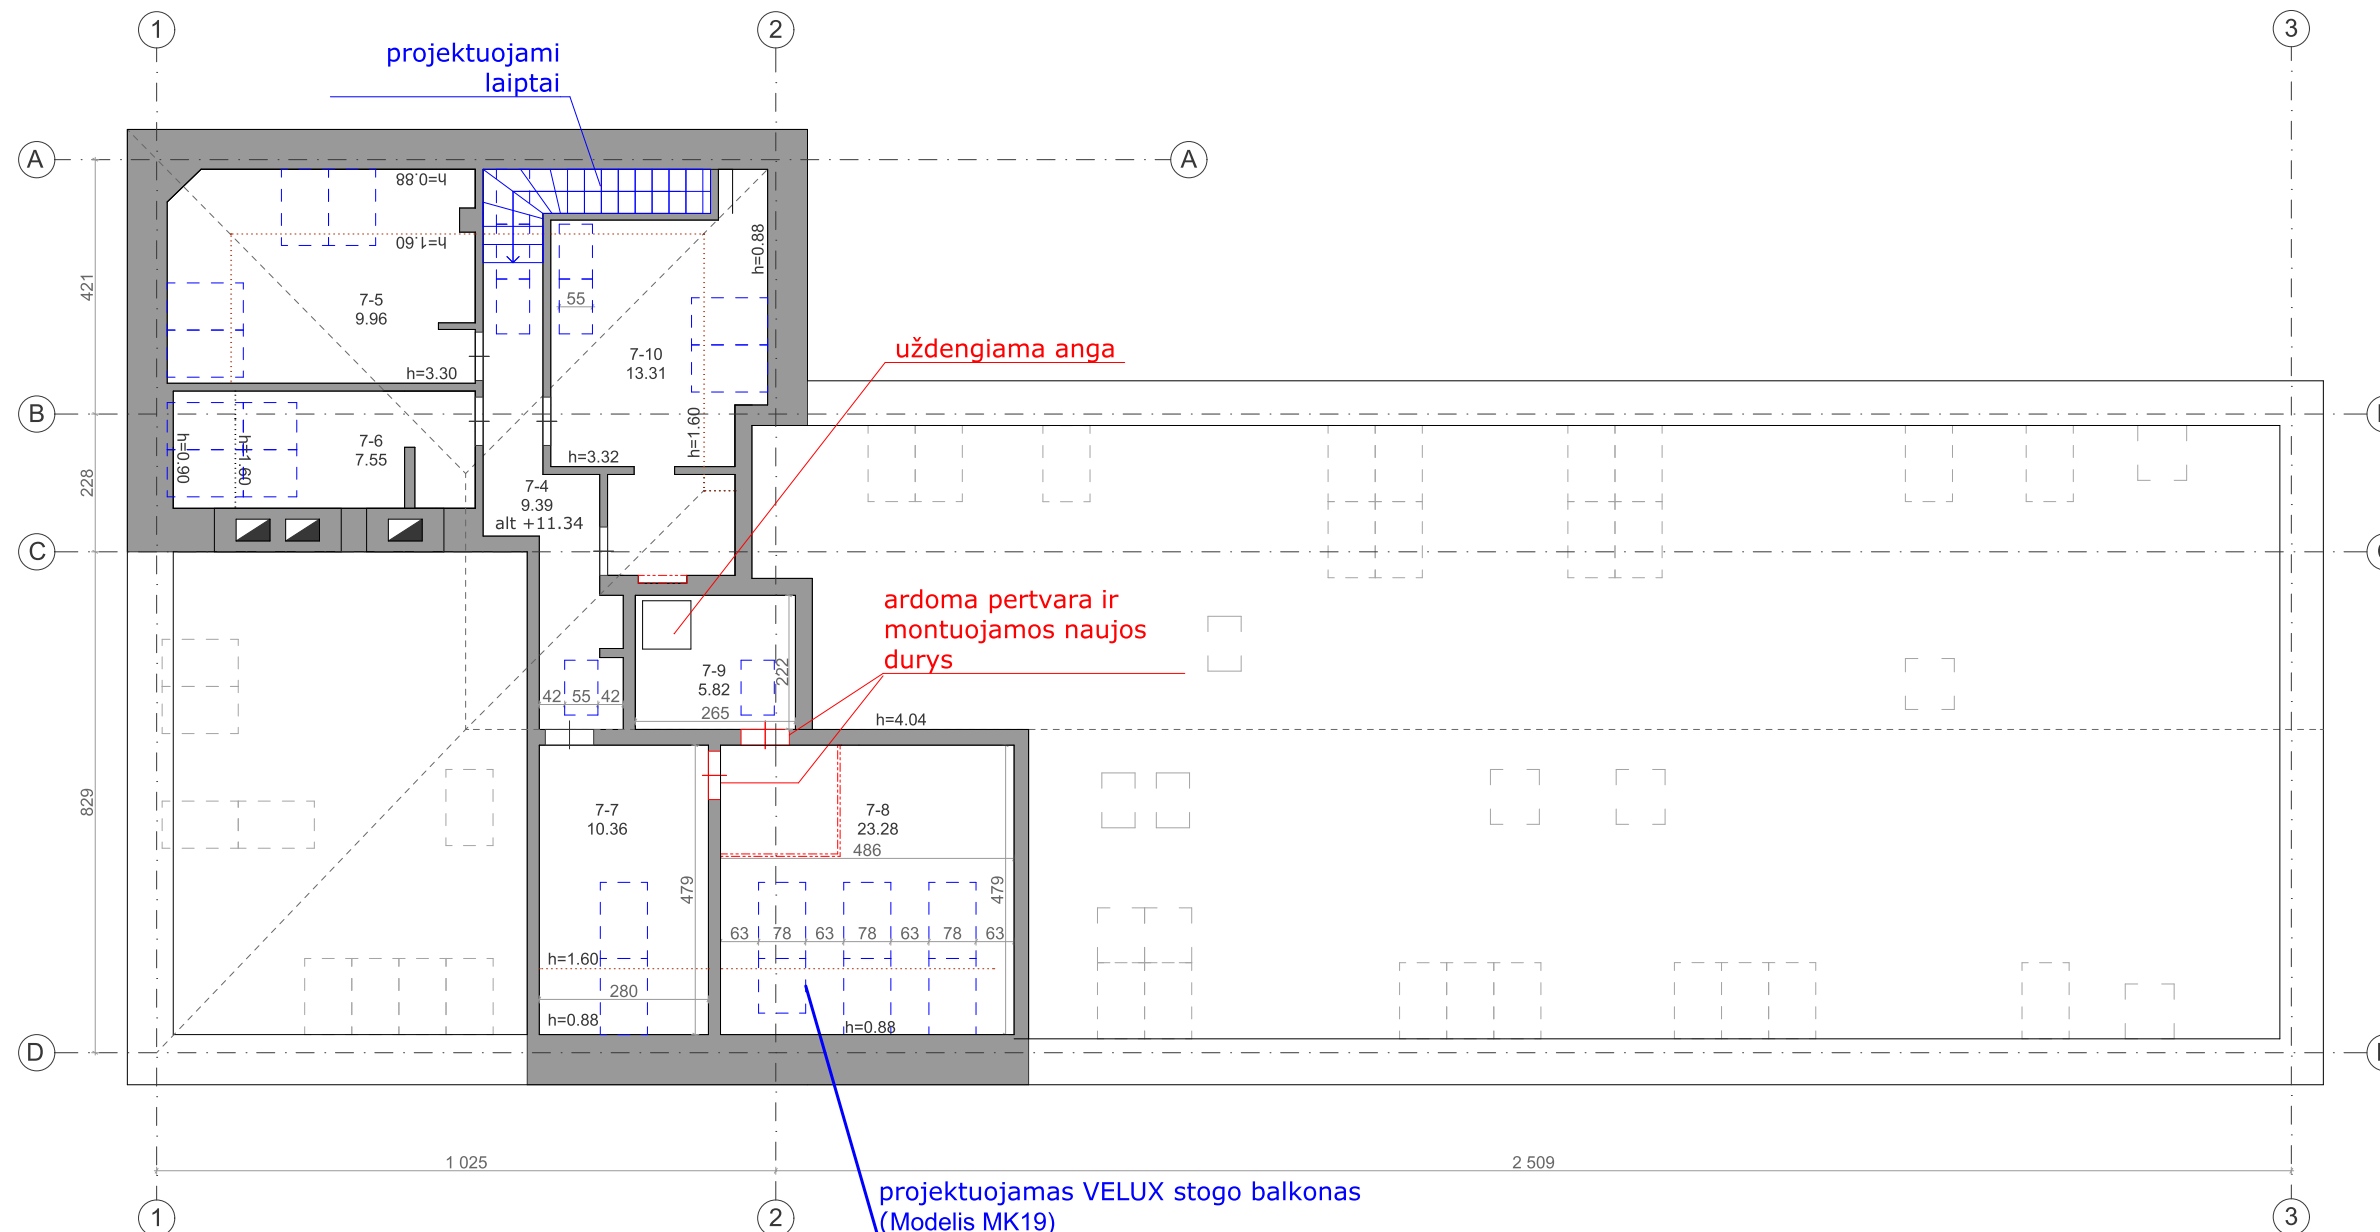 1
2
3
projektuojami
laiptai
A
A
h=0.88
h=1.60
h=0.88
421
7-5
9.96
55
7-10
13.31
uždengiama anga
h=3.30
B
h=1.60
7-6
7.55
h=0.90
h=1.60
h=3.32
228
7-4
9.39
alt +11.34
C
ardoma pertvara ir
montuojamos naujos
durys
7-9
5.82
222
42 55 42
265
h=4.04
829
7-7
10.36
7-8
23.28
486
479
479
63 78 63 78 63 78 63
h=1.60
280
h=0.88
h=0.88
D
1 025
2 509
projektuojamas VELUX stogo balkonas
(Modelis MK19)
1
2
3